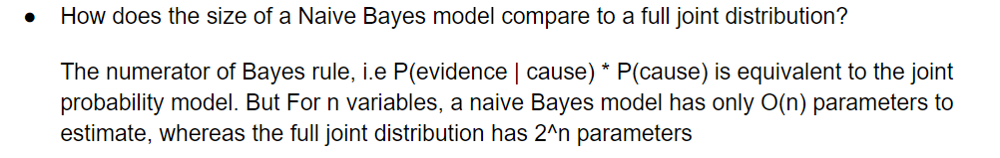 ● How does the size of a Naive Bayes model compare to a full joint distribution?
The numerator of Bayes rule, i.e P(evidence | cause) * P(cause) is equivalent to the joint
probability model. But For n variables, a naive Bayes model has only O(n) parameters to
estimate, whereas the full joint distribution has 2^n parameters